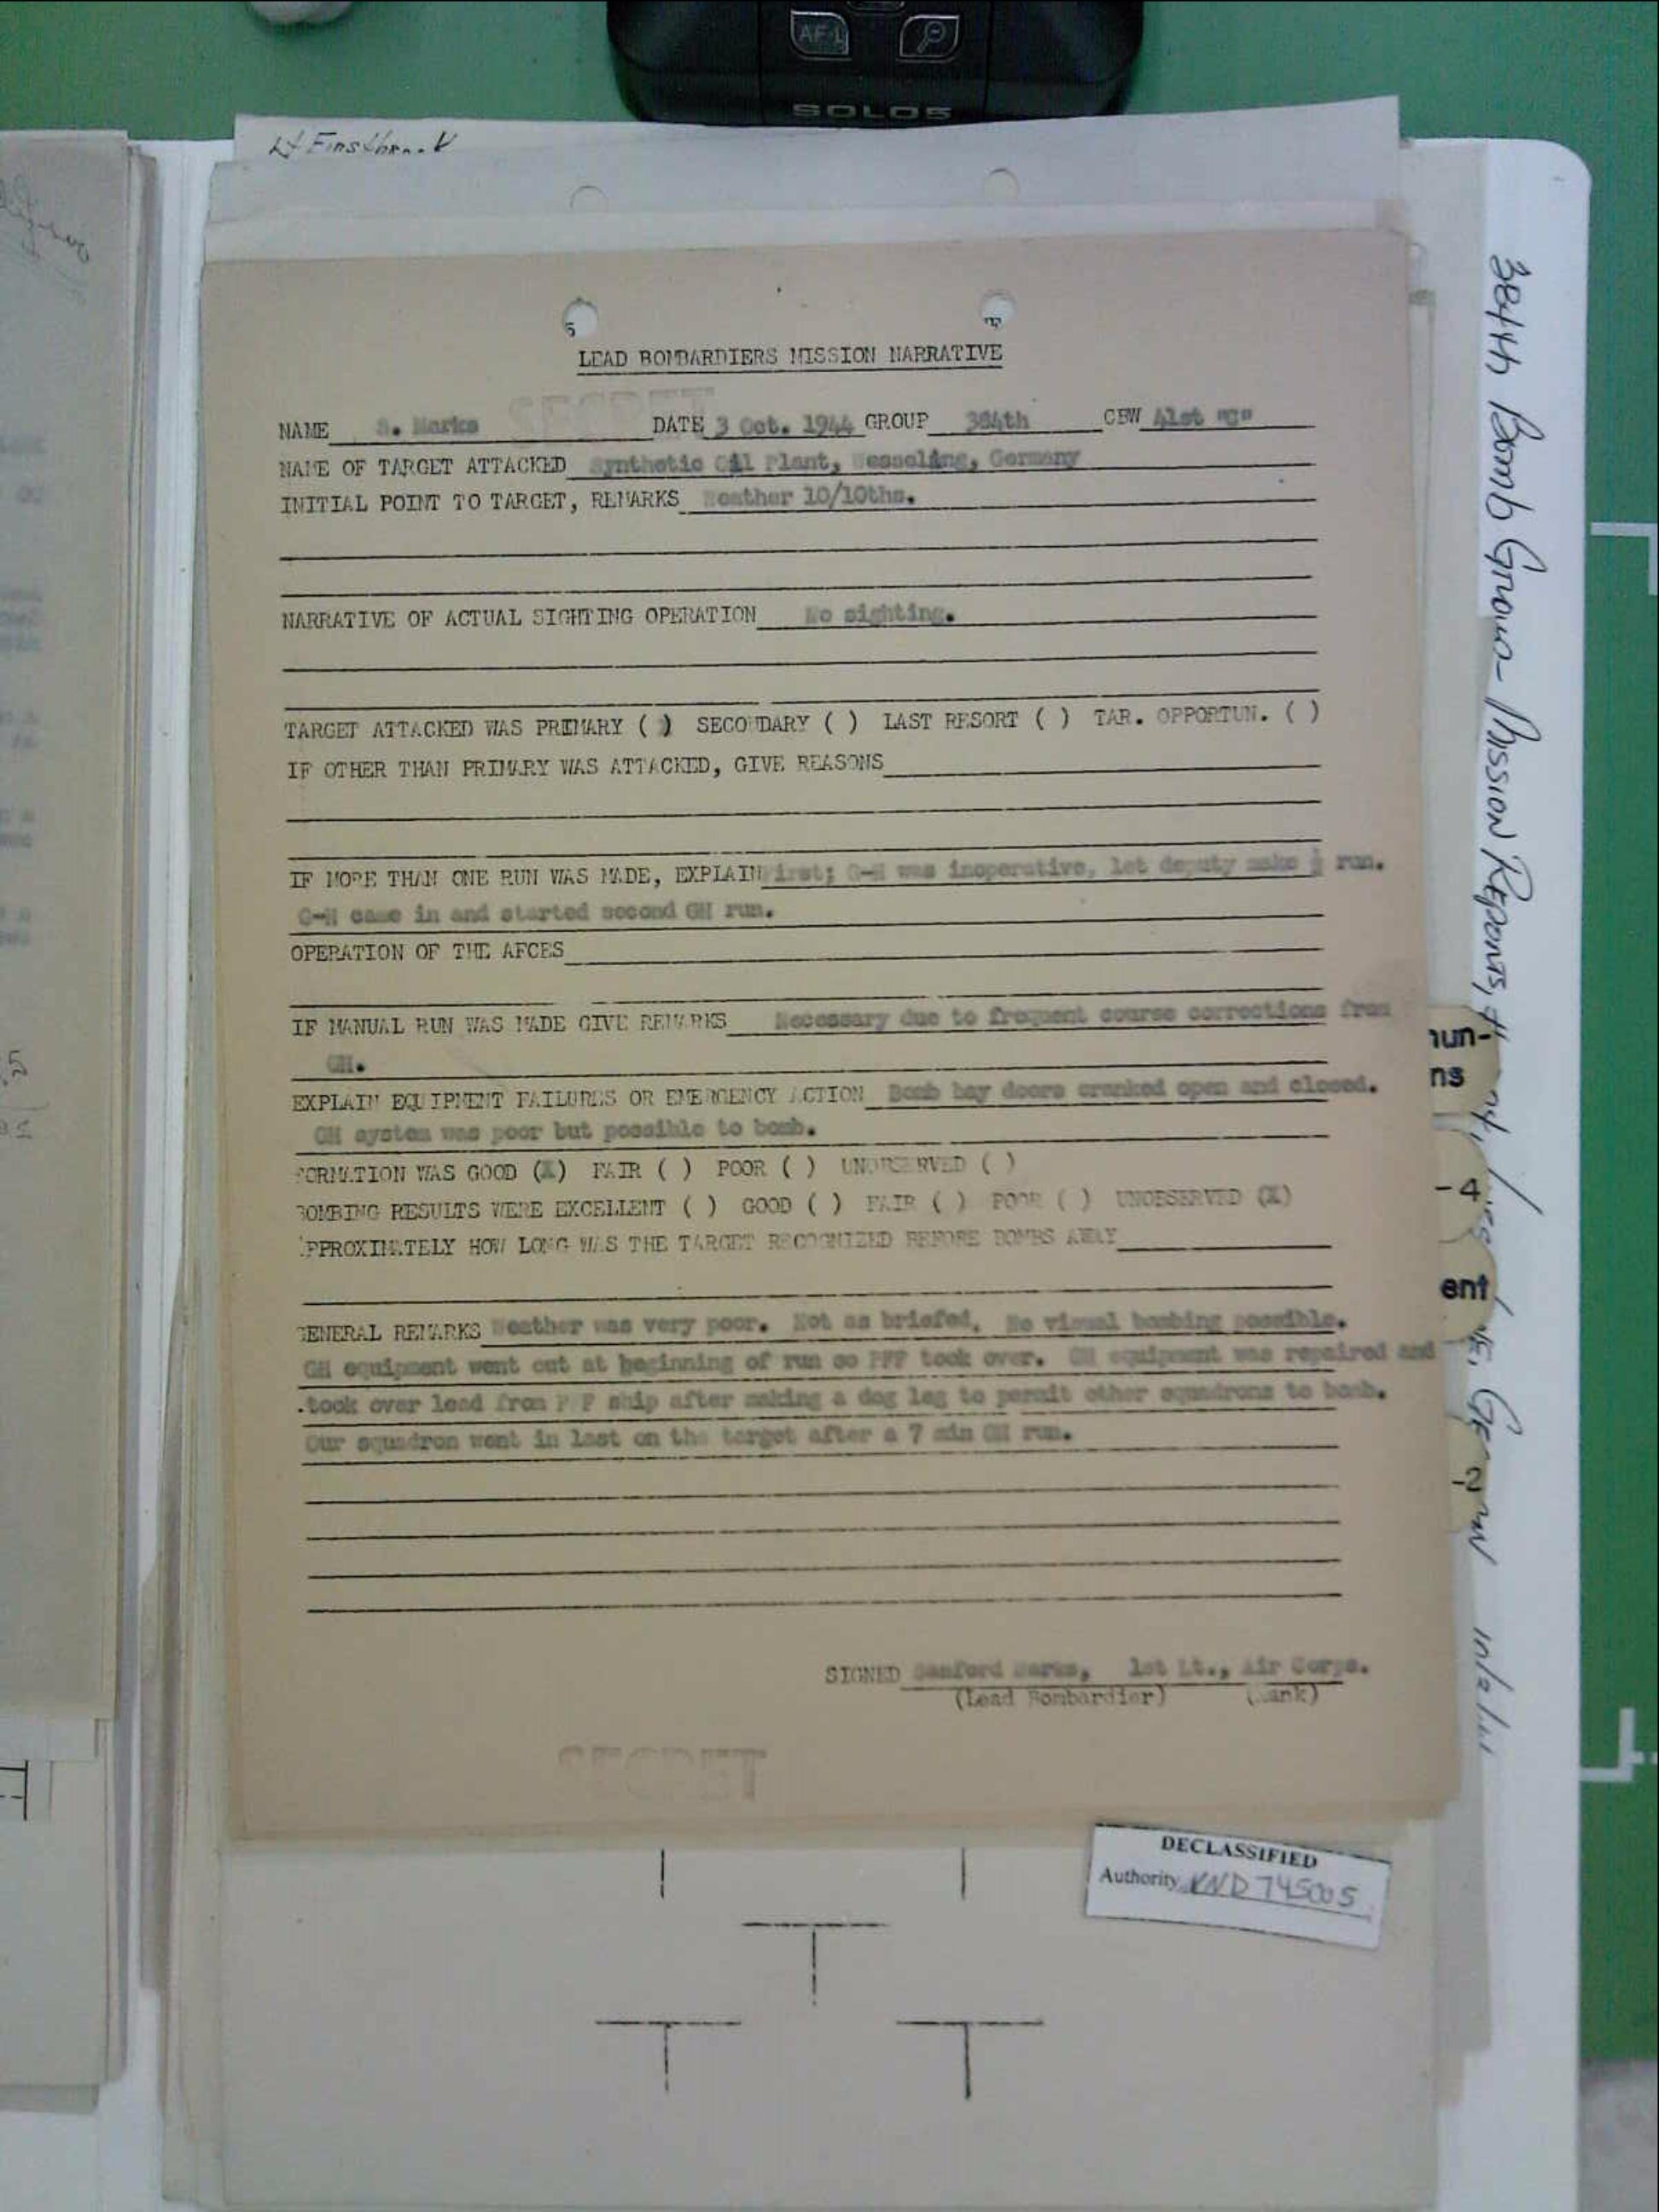 AF-L
SOLO5
SECRET
LEAD BOMBARDIERS MISSION NARRATIVE
NAME S. Marks DATE 3 Oct. 1944 GROUP 384th CBW 41st "C"
NAME OF TARGET ATTACKED Synthetic Oil Plant, Wesseling, Germany
INITIAL POINT TO TARGET, REMARKS Weather 10/10ths.
NARRATIVE OF ACTUAL SIGHTING OPERATION No sighting.
TARGET ATTACKED WAS PRIMARY ( ) SECONDARY ( ) LAST RESORT ( ) TAR. OPPORTUN. ( )
IF OTHER THAN PRIMARY WAS ATTACKED, GIVE REASONS
IF MORE THAN ONE RUN WAS MADE, EXPLAIN First; G-H was inoperative, let deputy make ½ run.
G-H came in and started second GH run.
OPERATION OF THE AFCES
IF MANUAL RUN WAS MADE GIVE REMARKS Necessary due to frequent course corrections from
GH.
EXPLAIN EQUIPMENT FAILURES OR EMERGENCY ACTION Bomb bay doors cranked open and closed.
GH system was poor but possible to bomb.
FORMATION WAS GOOD (X) FAIR ( ) POOR ( ) UNOBSERVED ( )
BOMBING RESULTS WERE EXCELLENT ( ) GOOD ( ) FAIR ( ) POOR ( ) UNOBSERVED (X)
APPROXIMATELY HOW LONG WAS THE TARGET RECOGNIZED BEFORE BOMBS AWAY
GENERAL REMARKS Weather was very poor. Not as briefed. No visual bombing possible.
GH equipment went out at beginning of run so PFF took over. GH equipment was repaired and
took over lead from PFF ship after making a dog leg to permit other squadrons to bomb.
Our squadron went in last on the target after a 7 min GH run.
SIGNED Sanford Marks, 1st Lt., Air Corps.
(Lead Bombardier) (Rank)
SECRET
DECLASSIFIED
Authority NND 745005
384th Bomb Group - Mission Reports,
nun-
ns
-4
ent
-2